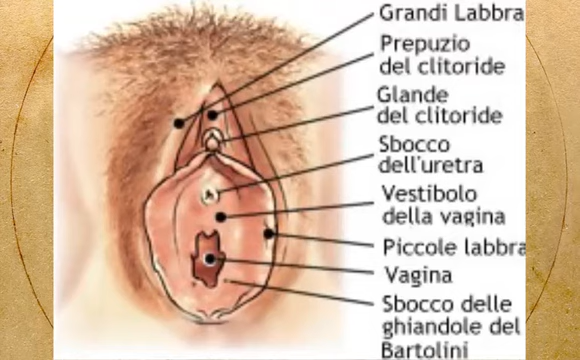 Grandi Labbra
Prepuzio
del clitoride
Glande
del clitoride
Sbocco
dell'uretra
Vestibolo
della vagina
Piccole labbra
Vagina
Sbocco delle
ghiandole del
Bartolini